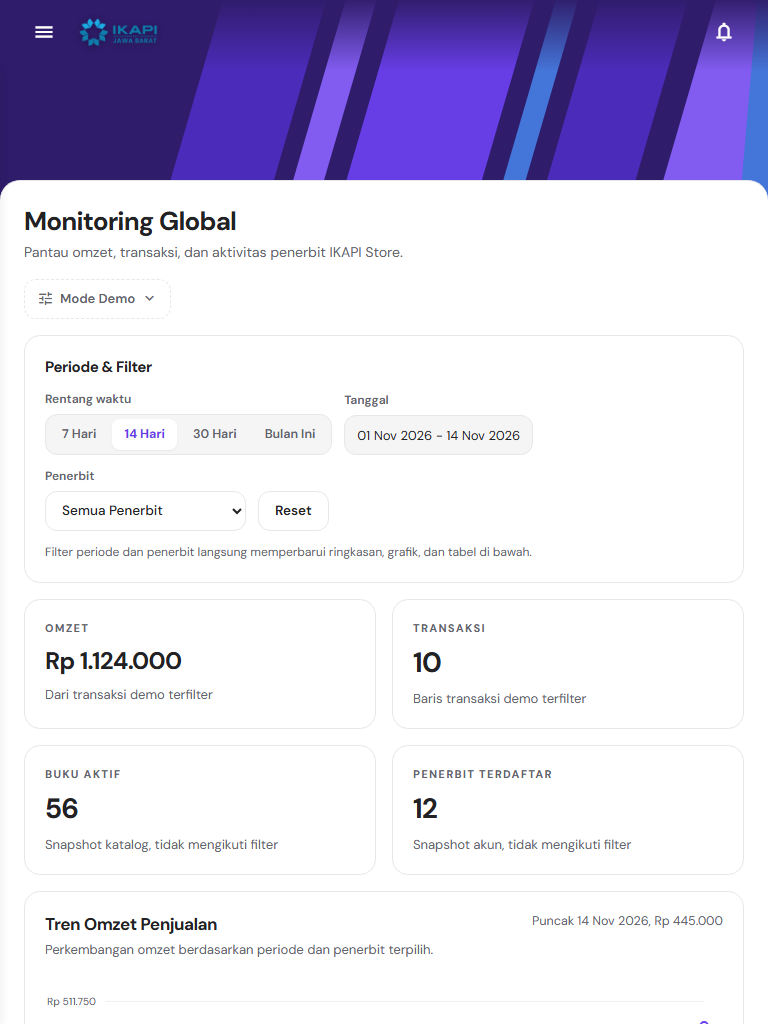 IKAPI
JAWA BARAT
Monitoring Global
Pantau omzet, transaksi, dan aktivitas penerbit IKAPI Store.
Mode Demo
Periode & Filter
Rentang waktu
7 Hari
14 Hari
30 Hari
Bulan Ini
Tanggal
01 Nov 2026 - 14 Nov 2026
Penerbit
Semua Penerbit
Reset
Filter periode dan penerbit langsung memperbarui ringkasan, grafik, dan tabel di bawah.
OMZET
Rp 1.124.000
Dari transaksi demo terfilter
TRANSAKSI
10
Baris transaksi demo terfilter
BUKU AKTIF
56
Snapshot katalog, tidak mengikuti filter
PENERBIT TERDAFTAR
12
Snapshot akun, tidak mengikuti filter
Tren Omzet Penjualan
Puncak 14 Nov 2026, Rp 445.000
Perkembangan omzet berdasarkan periode dan penerbit terpilih.
Rp 511.750